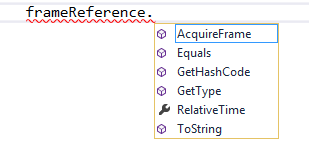 frameReference.
AcquireFrame
Equals
GetHashCode
GetType
RelativeTime
ToString